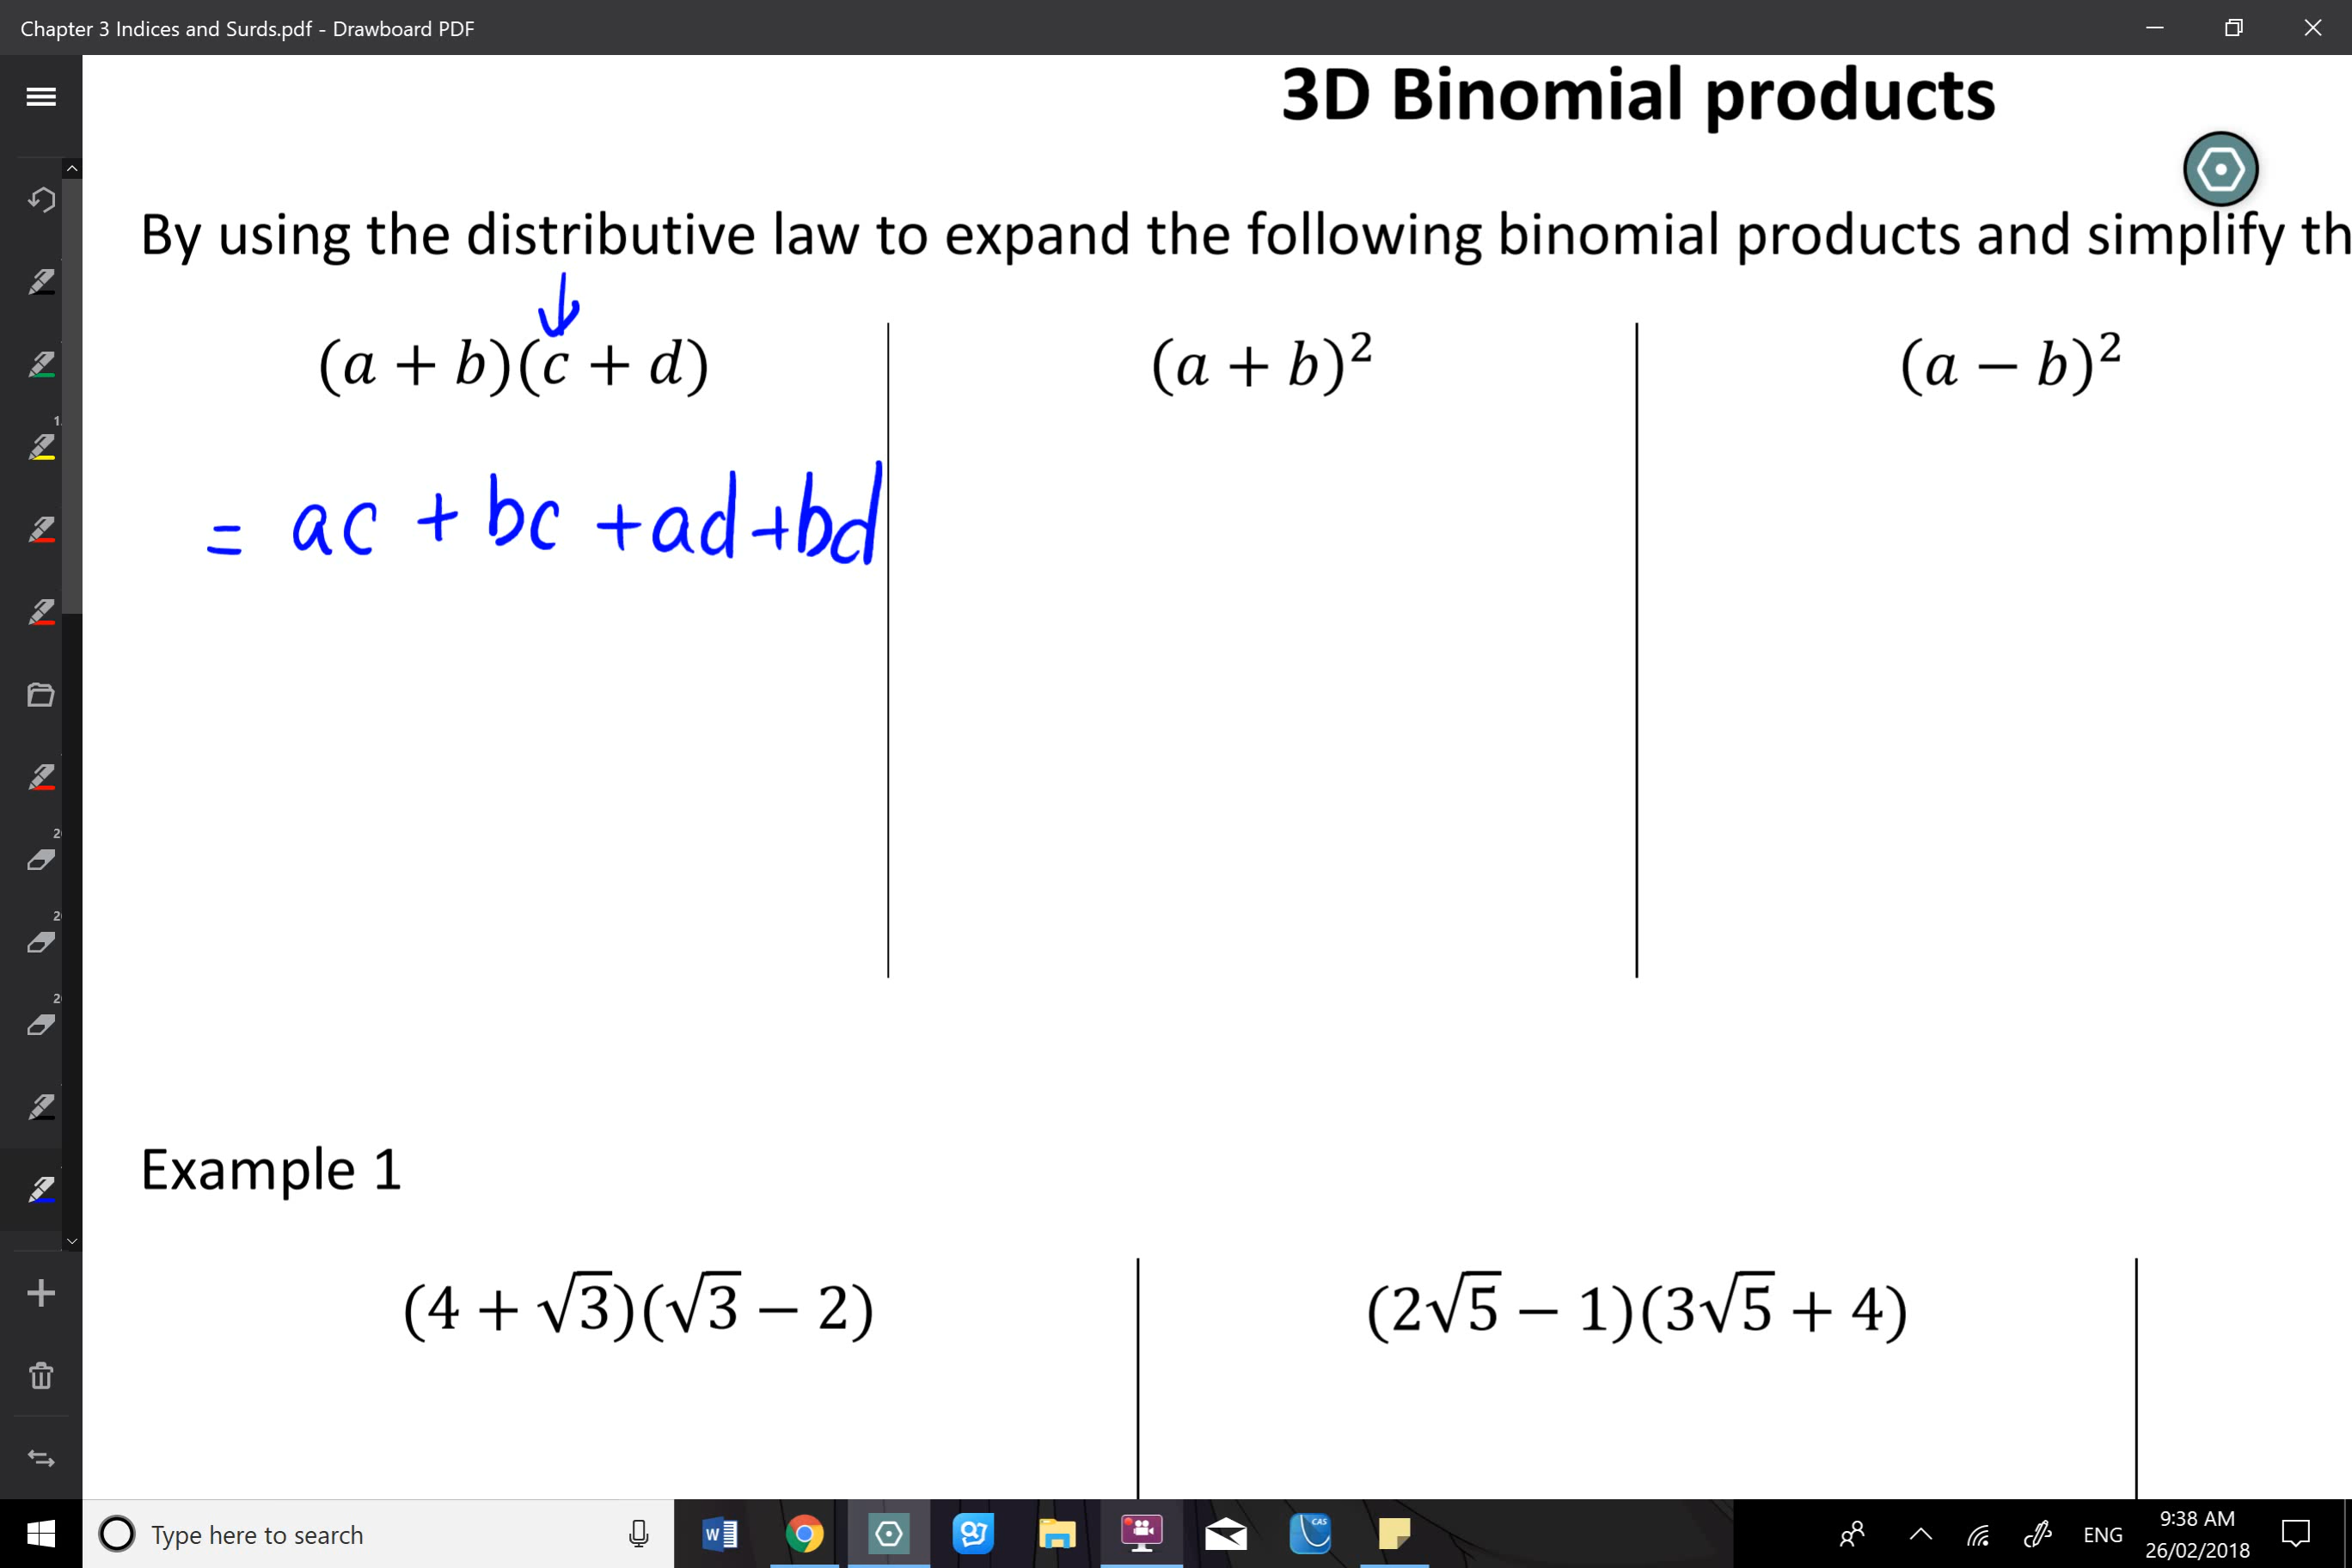 Chapter 3 Indices and Surds.pdf - Drawboard PDF
3D Binomial products
By using the distributive law to expand the following binomial products and simplify th
(a + b)(c + d)
(a + b)²
(a − b)²
= ac + bc + ad + bd
Example 1
(4 + √3)(√3 − 2)
(2√5 − 1)(3√5 + 4)
Type here to search
CAS
ENG
9:38 AM
26/02/2018